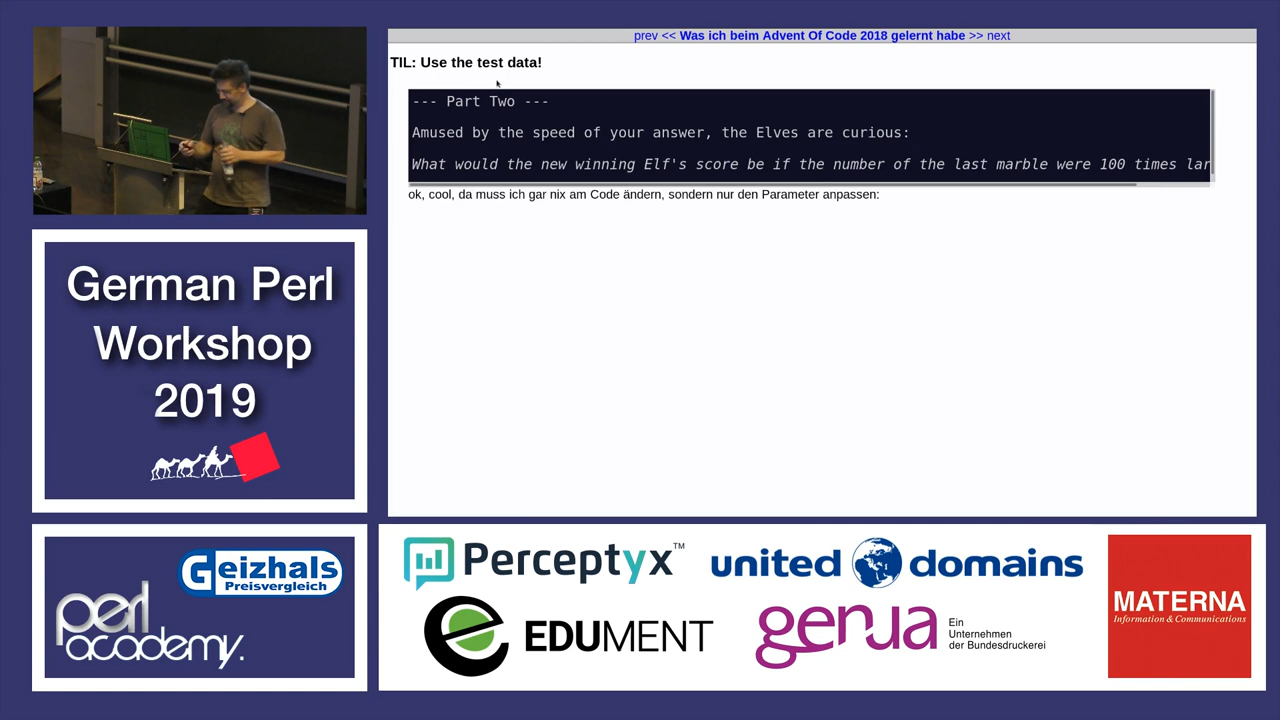 prev << Was ich beim Advent Of Code 2018 gelernt habe >> next
TIL: Use the test data!
--- Part Two ---
Amused by the speed of your answer, the Elves are curious:
What would the new winning Elf's score be if the number of the last marble were 100 times lar
ok, cool, da muss ich gar nix am Code ändern, sondern nur den Parameter anpassen:
German Perl
Workshop
2019
Geizhals
Preisvergleich
perl
academy.
Perceptyx™
united domains
EDUMENT
genua
Ein
Unternehmen
der Bundesdruckerei
MATERNA
Information & Communications